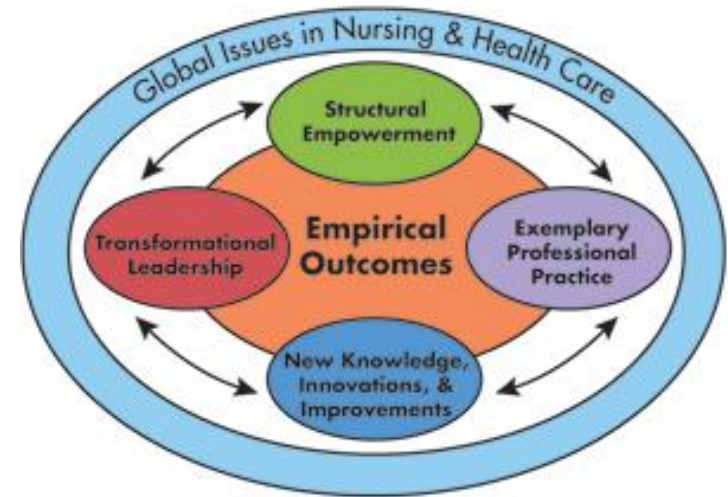 Global Issues in Nursing & Health Care
Structural
Empowerment
Transformational
Leadership
Empirical
Outcomes
Exemplary
Professional
Practice
New Knowledge,
Innovations, &
Improvements